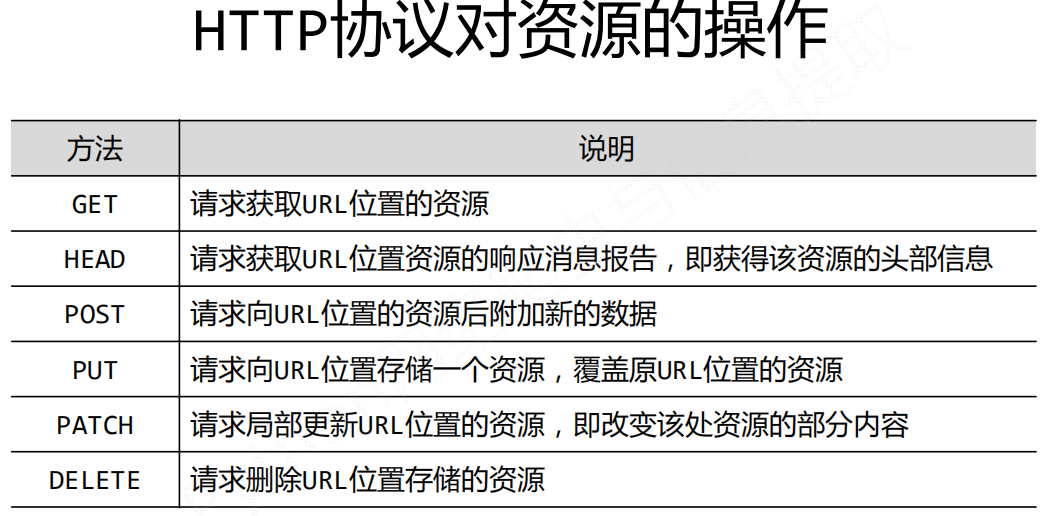 HTTP协议对资源的操作
方法 说明
GET 请求获取URL位置的资源
HEAD 请求获取URL位置资源的响应消息报告，即获得该资源的头部信息
POST 请求向URL位置的资源后附加新的数据
PUT 请求向URL位置存储一个资源，覆盖原URL位置的资源
PATCH 请求局部更新URL位置的资源，即改变该处资源的部分内容
DELETE 请求删除URL位置存储的资源